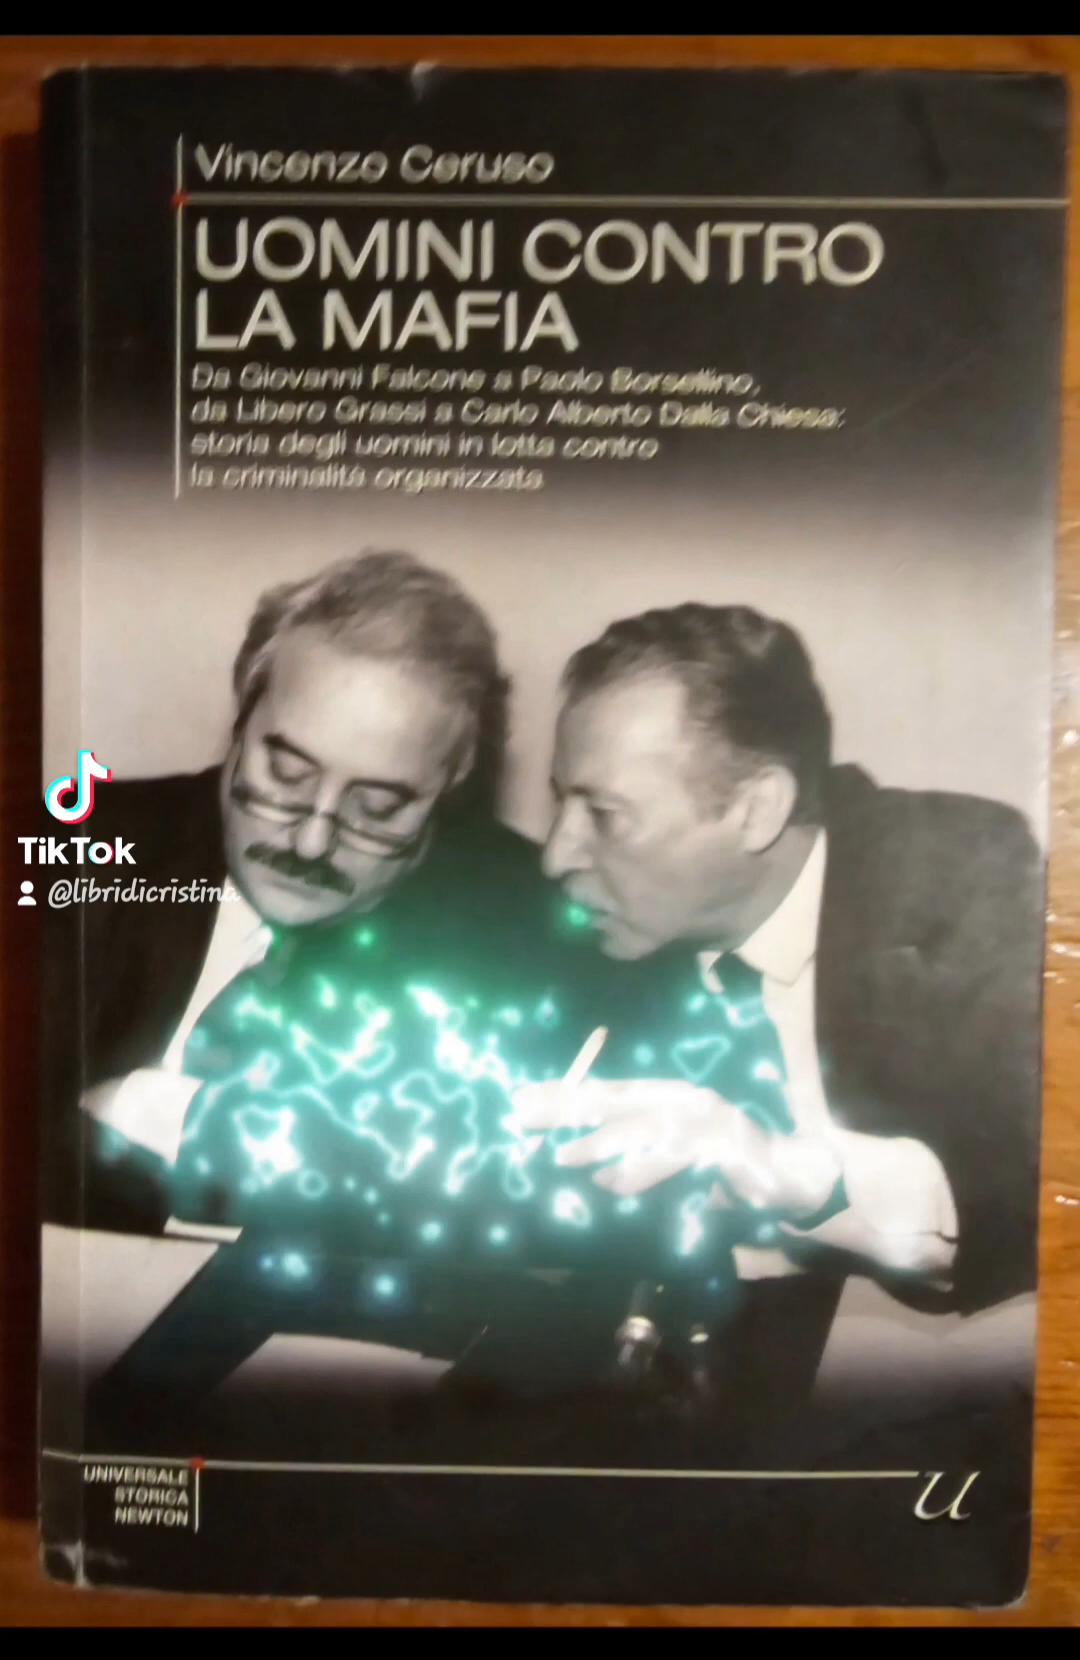 Vincenzo Ceruso
UOMINI CONTRO
LA MAFIA
Da Giovanni Falcone a Paolo Borsellino,
da Libero Grassi a Carlo Alberto Dalla Chiesa:
storia degli uomini in lotta contro
la criminalità organizzata
TikTok
@libridicristina
UNIVERSALE
STORICA
NEWTON
U